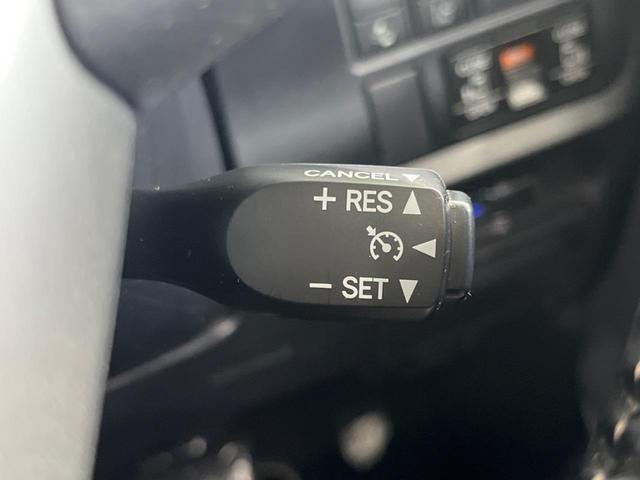 CANCEL ▼
+ RES ▲
◀
− SET ▼